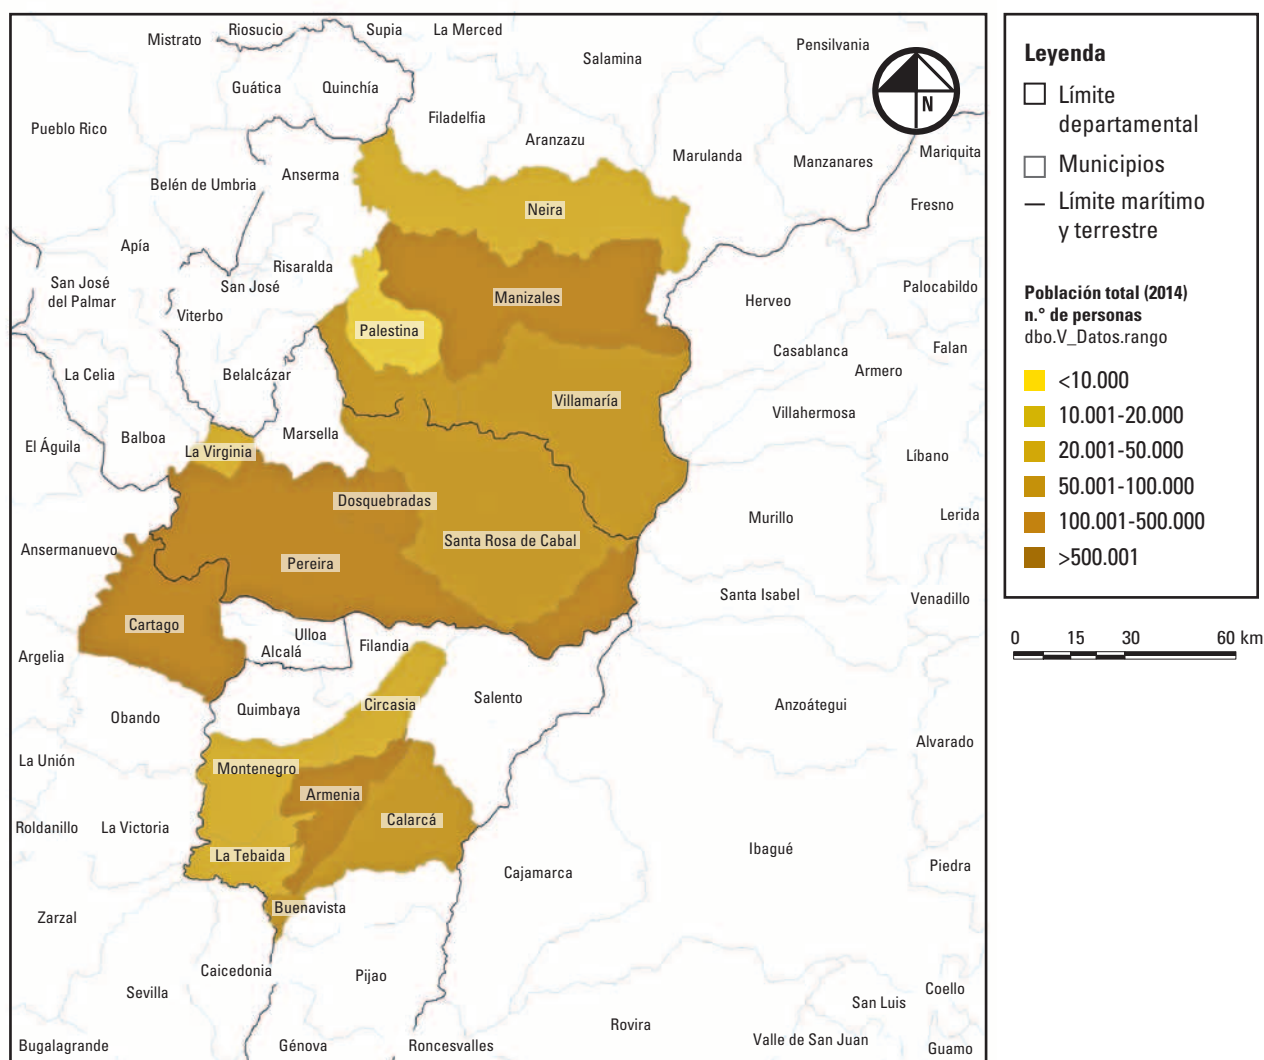 Riosucio
Supia
La Merced
Mistrato
Pensilvania
Salamina
Guática
Quinchía
Filadelfia
Pueblo Rico
Aranzazu
Marulanda
Manzanares
Mariquita
N
Anserma
Belén de Umbria
Neira
Fresno
Apía
Risaralda
San José
San José
del Palmar
Viterbo
Manizales
Herveo
Palocabildo
Palestina
Casablanca
Falan
Armero
La Celia
Belalcázar
Villamaría
Villahermosa
El Águila
Balboa
La Virginia
Marsella
Líbano
Dosquebradas
Murillo
Lerida
Ansermanuevo
Santa Rosa de Cabal
Pereira
Santa Isabel
Venadillo
Cartago
Ulloa
Alcalá
Filandia
Argelia
Obando
Quimbaya
Circasia
Salento
Anzoátegui
Alvarado
La Unión
Montenegro
Armenia
Calarcá
Roldanillo
La Victoria
La Tebaida
Ibagué
Cajamarca
Piedra
Zarzal
Buenavista
Caicedonia
Pijao
Sevilla
Coello
San Luis
Rovira
Valle de San Juan
Bugalagrande
Génova
Roncesvalles
Guamo
Leyenda
Límite
departamental
Municipios
Límite marítimo
y terrestre
Población total (2014)
n.° de personas
dbo.V_Datos.rango
<10.000
10.001-20.000
20.001-50.000
50.001-100.000
100.001-500.000
>500.001
0 15 30 60 km